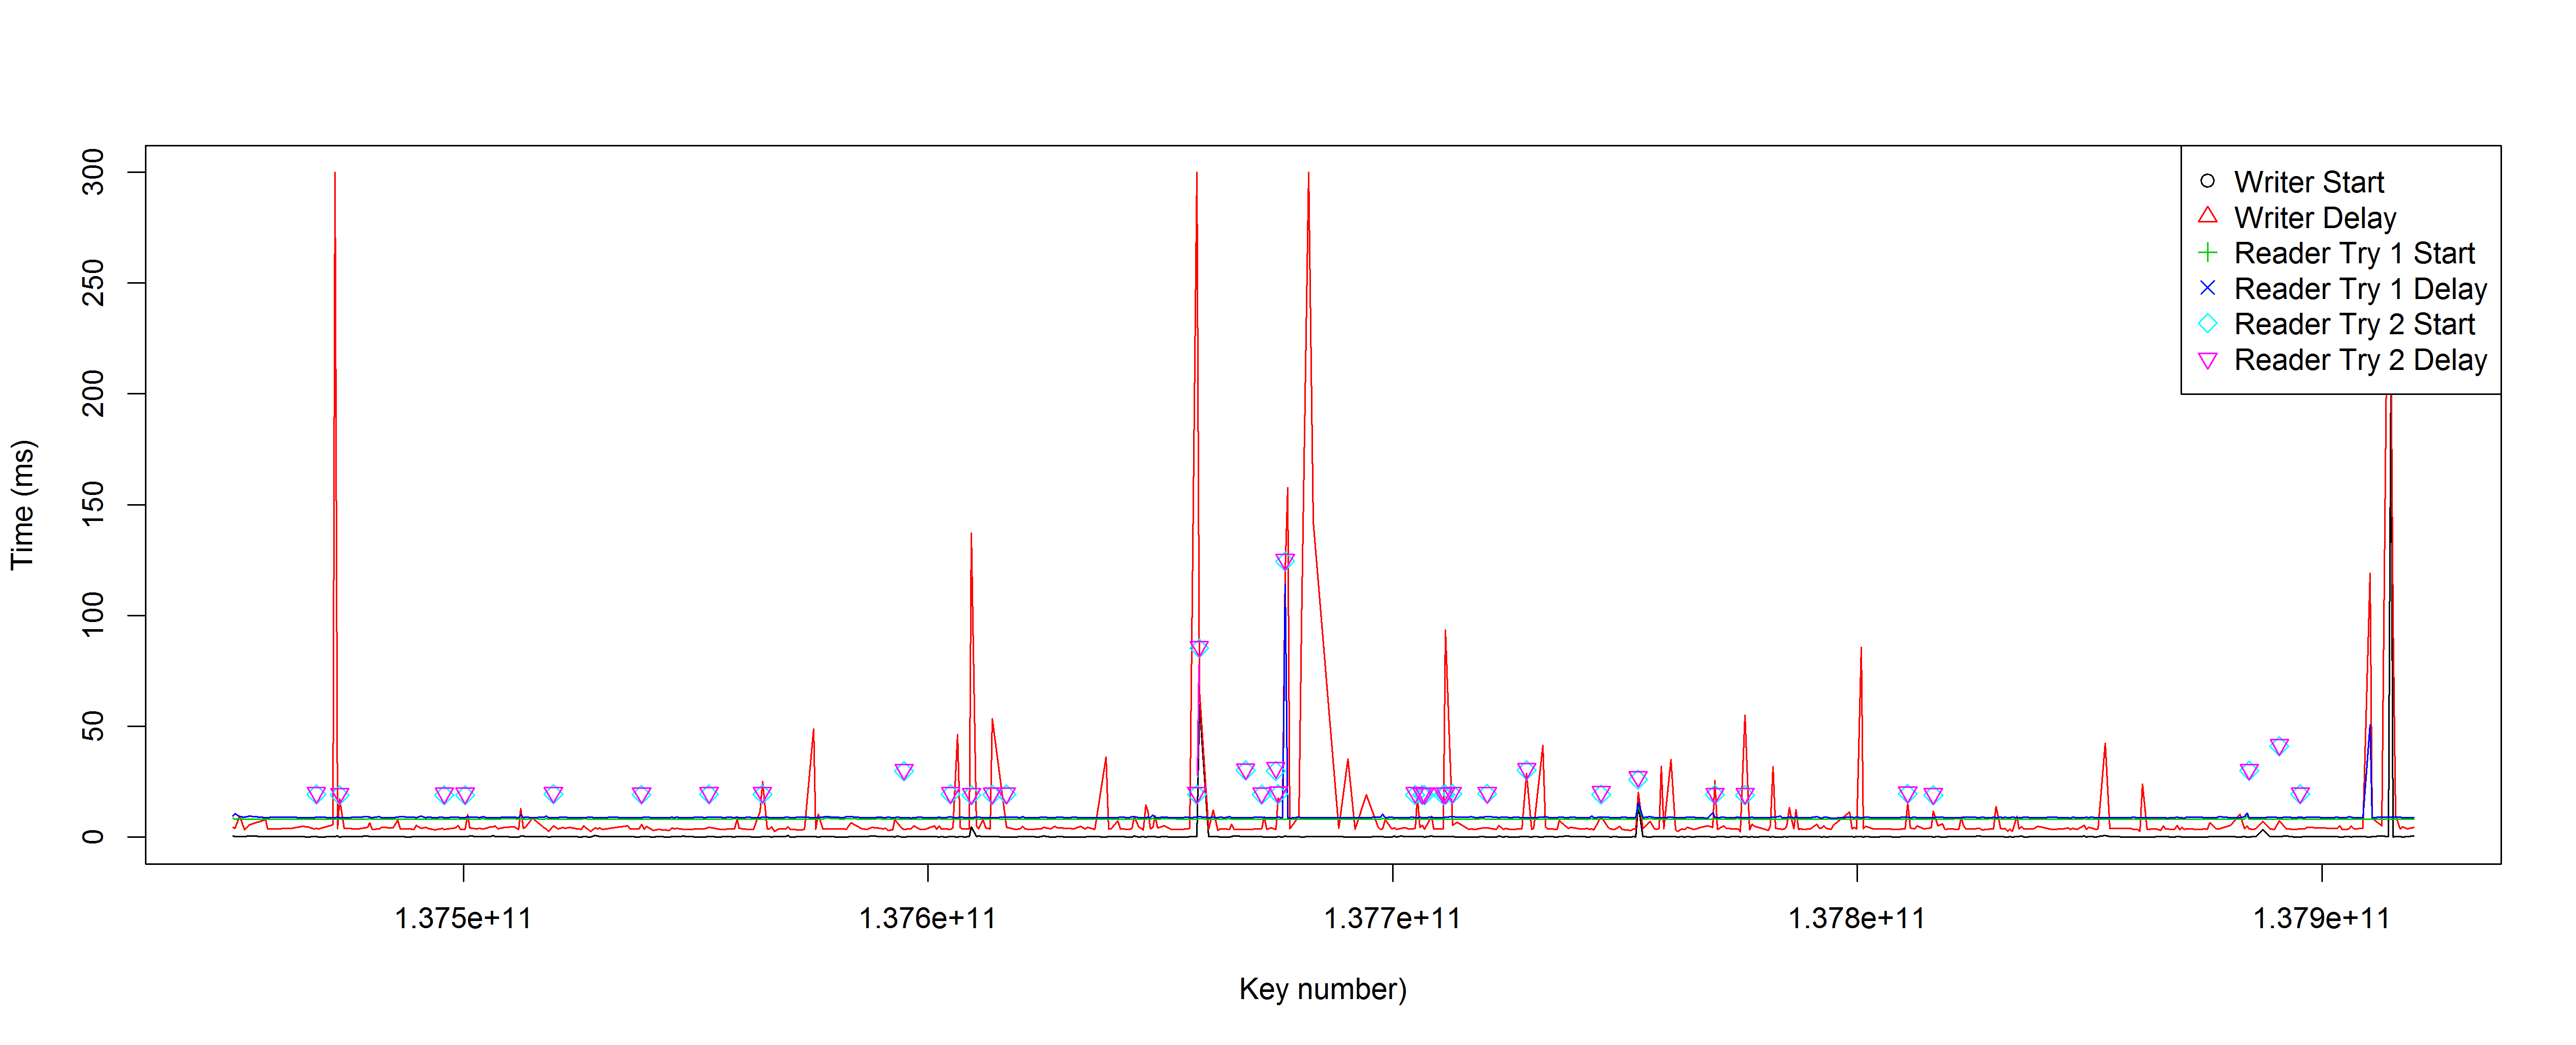 Time (ms)
300
250
200
150
100
50
0
Writer Start
Writer Delay
Reader Try 1 Start
Reader Try 1 Delay
Reader Try 2 Start
Reader Try 2 Delay
1.375e+11 1.376e+11 1.377e+11 1.378e+11 1.379e+11
Key number)